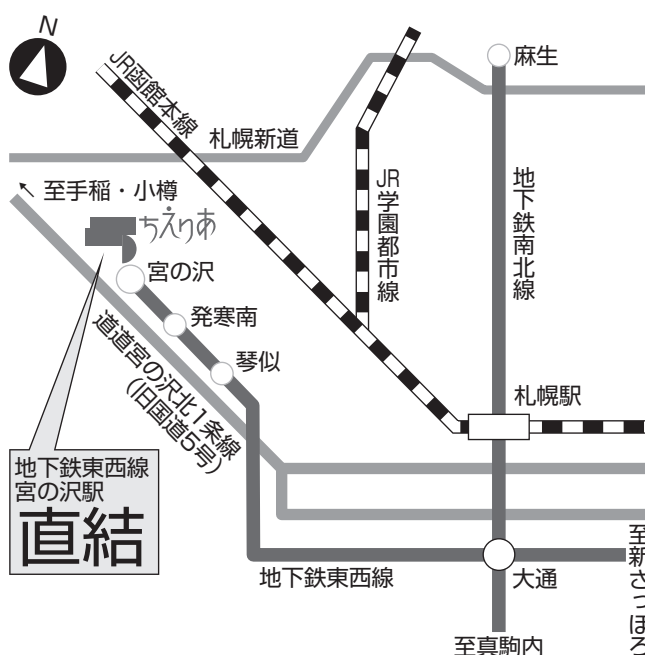 N
麻生
JR函館本線
札幌新道
至手稲・小樽
ちえりあ
JR学園都市線
地下鉄南北線
宮の沢
発寒南
琴似
道道宮の沢北1条線
(旧国道5号)
札幌駅
地下鉄東西線
宮の沢駅
直結
地下鉄東西線
大通
至新さっぽろ
至真駒内